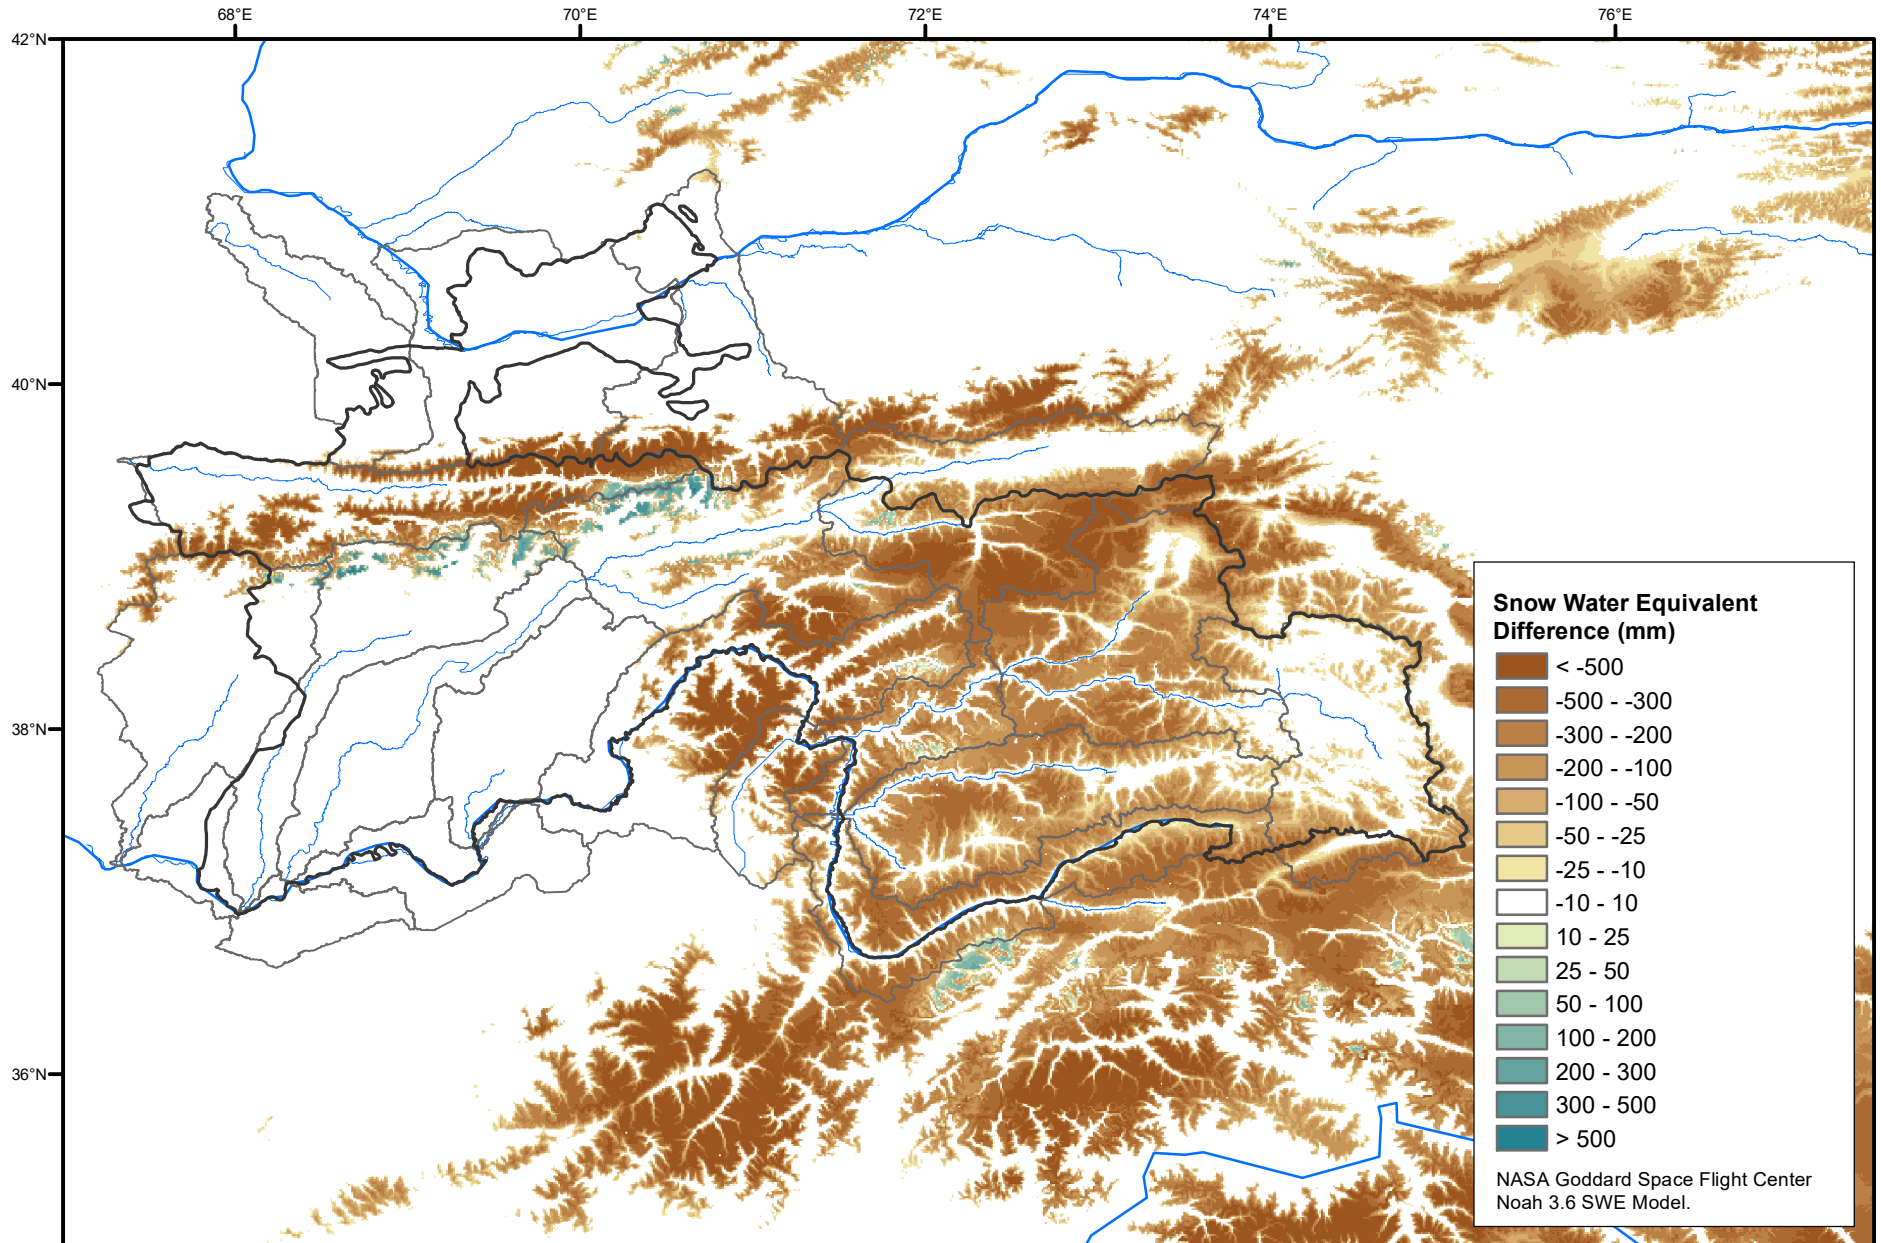 68°E
70°E
72°E
74°E
76°E
42°N
40°N
38°N
36°N
Snow Water Equivalent
Difference (mm)
< -500
-500 - -300
-300 - -200
-200 - -100
-100 - -50
-50 - -25
-25 - -10
-10 - 10
10 - 25
25 - 50
50 - 100
100 - 200
200 - 300
300 - 500
> 500
NASA Goddard Space Flight Center
Noah 3.6 SWE Model.